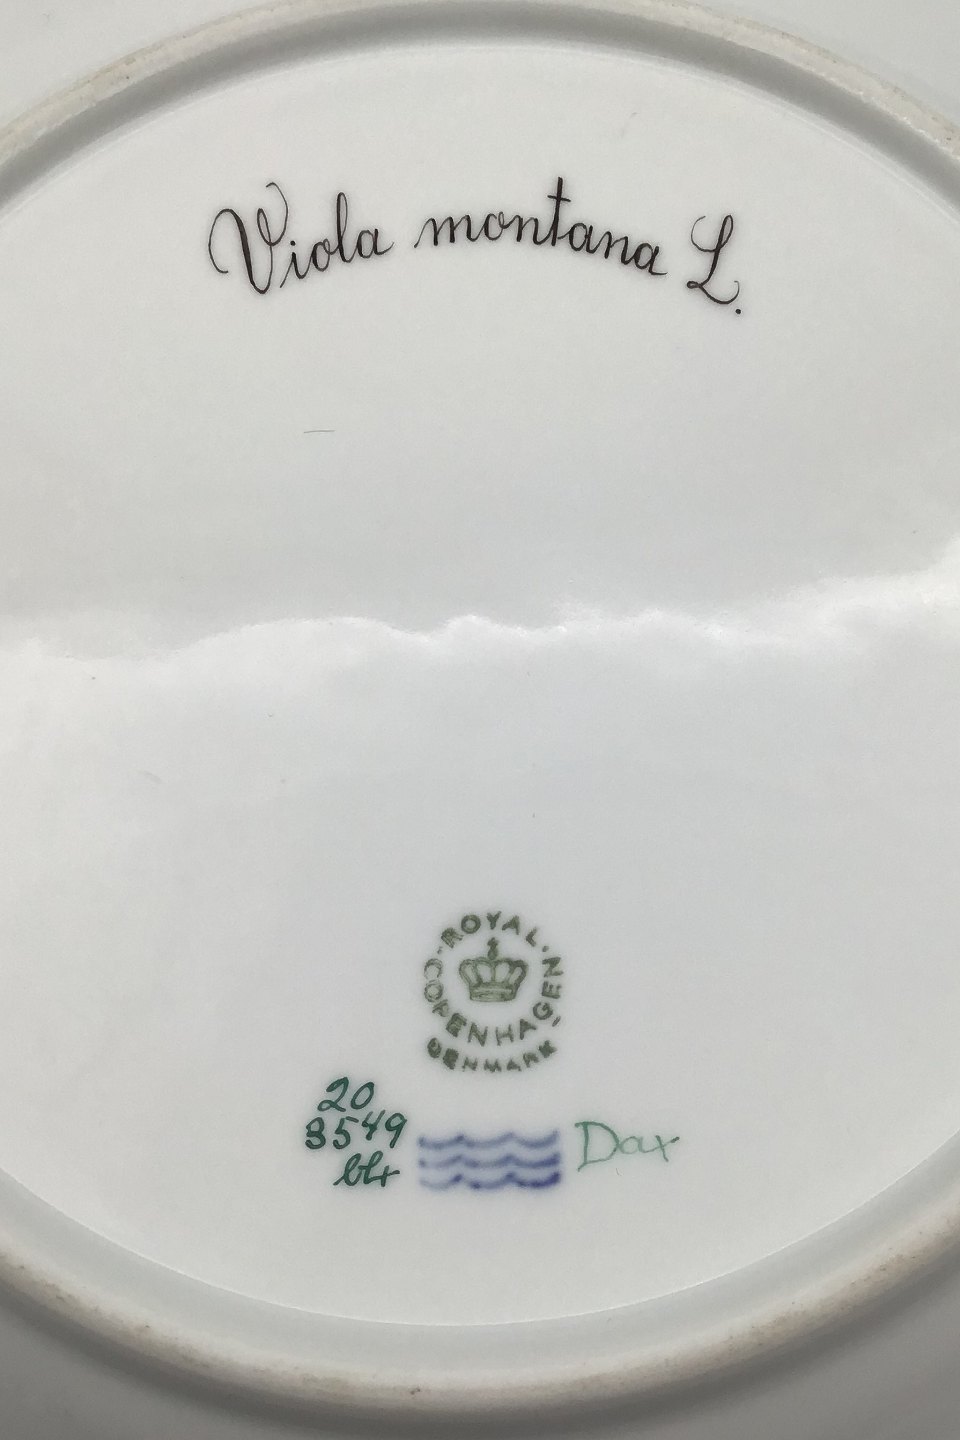 Viola montana L.
ROYAL
COPENHAGEN
DENMARK
20
3549
Dax